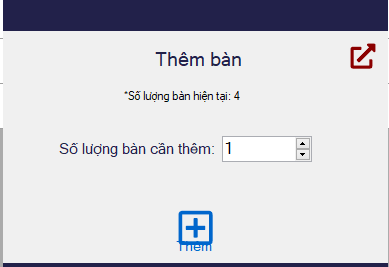 Thêm bàn
*Số lượng bàn hiện tại: 4
Số lượng bàn cần thêm: 1
Thêm